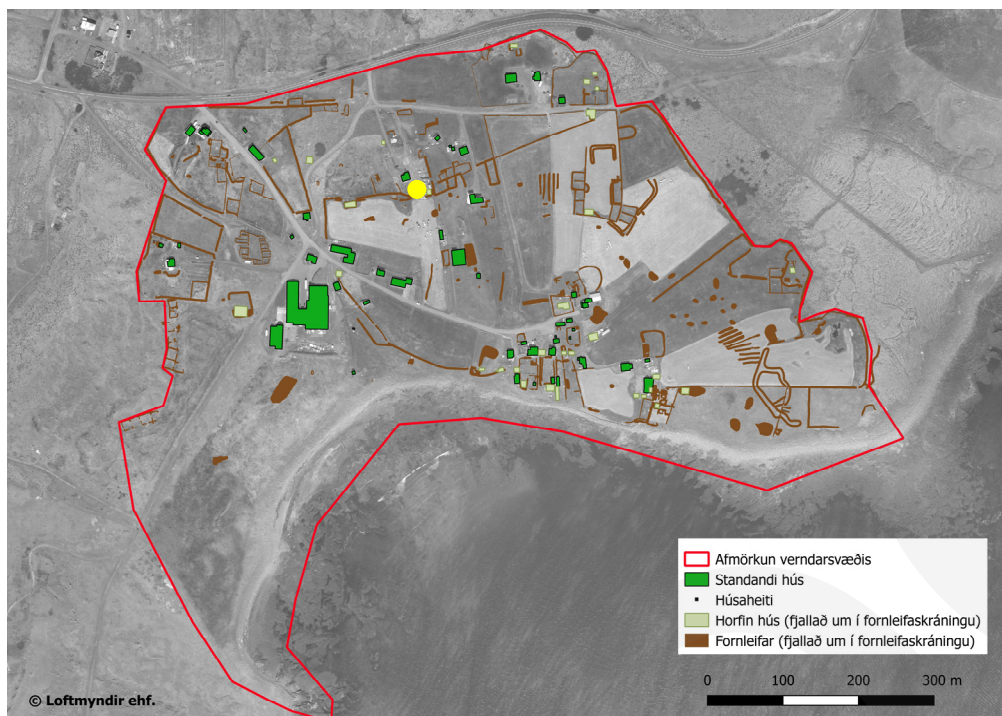 Afmörkun verndarsvæðis
Standandi hús
Húsaheiti
Horfin hús (fjallað um í fornleifaskráningu)
Fornleifar (fjallað um í fornleifaskráningu)
0 100 200 300 m
© Loftmyndir ehf.